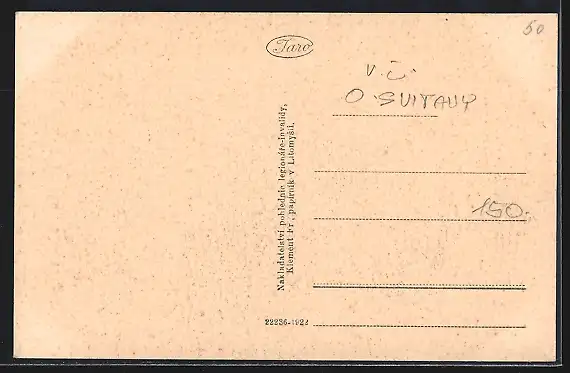 Taro
50
V. Č.
O. SVITAVY
Nakladatelství pohlednic legionáře-invalidy,
Klement Fr., papírník v Litomyšli.
150.-
22236-1922